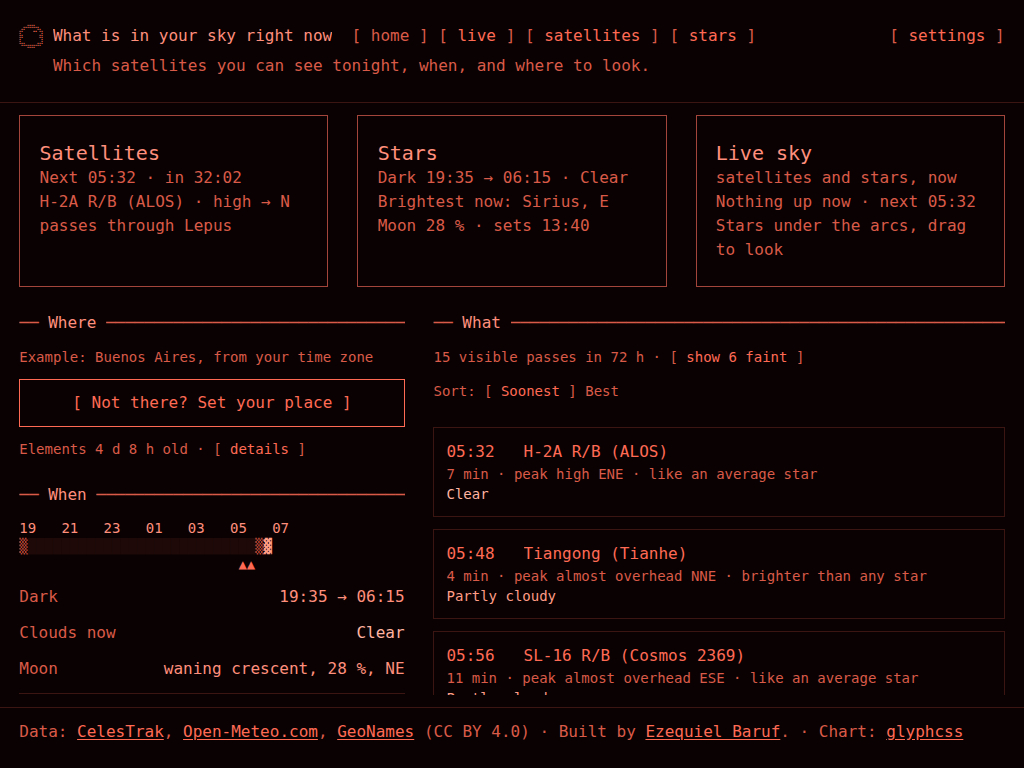 What is in your sky right now [ home ] [ live ] [ satellites ] [ stars ] [ settings ]
Which satellites you can see tonight, when, and where to look.
Satellites
Next 05:32 · in 32:02
H-2A R/B (ALOS) · high → N
passes through Lepus
Stars
Dark 19:35 → 06:15 · Clear
Brightest now: Sirius, E
Moon 28 % · sets 13:40
Live sky
satellites and stars, now
Nothing up now · next 05:32
Stars under the arcs, drag
to look
Where
Example: Buenos Aires, from your time zone
[ Not there? Set your place ]
Elements 4 d 8 h old · [ details ]
When
19 21 23 01 03 05 07
▲▲
Dark 19:35 → 06:15
Clouds now Clear
Moon waning crescent, 28 %, NE
What
15 visible passes in 72 h · [ show 6 faint ]
Sort: [ Soonest ] Best
05:32 H-2A R/B (ALOS)
7 min · peak high ENE · like an average star
Clear
05:48 Tiangong (Tianhe)
4 min · peak almost overhead NNE · brighter than any star
Partly cloudy
05:56 SL-16 R/B (Cosmos 2369)
11 min · peak almost overhead ESE · like an average star
Data: CelesTrak, Open-Meteo.com, GeoNames (CC BY 4.0) · Built by Ezequiel Baruf. · Chart: glyphcss